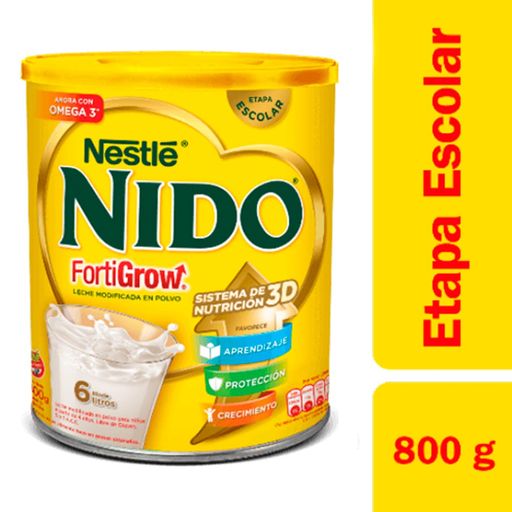 AHORA CON
OMEGA 3*
ETAPA
ESCOLAR
Nestlé®
NIDO®
FortiGrow®
LECHE MODIFICADA EN POLVO
SISTEMA DE
NUTRICIÓN 3D
FAVORECE
APRENDIZAJE
PROTECCIÓN
CRECIMIENTO
6
litros
Etapa Escolar
800 g